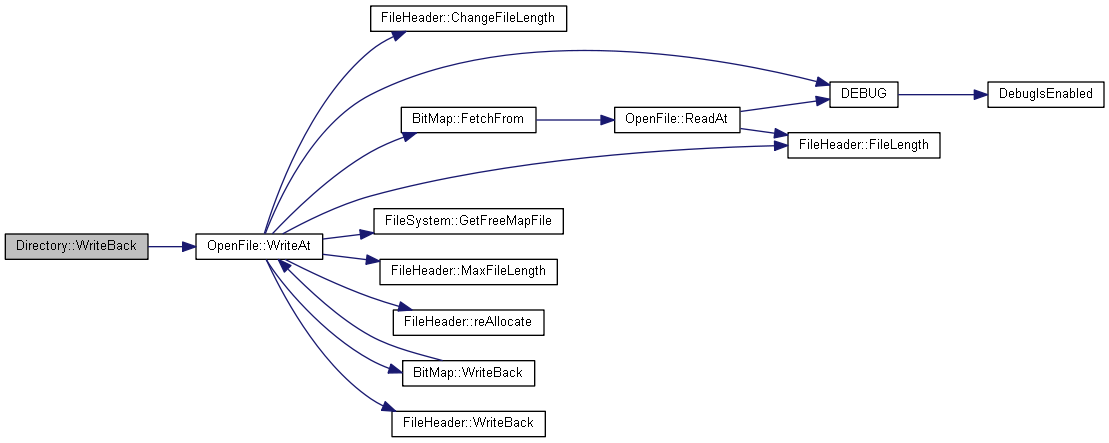 FileHeader::ChangeFileLength
DEBUG
DebugIsEnabled
BitMap::FetchFrom
OpenFile::ReadAt
FileHeader::FileLength
FileSystem::GetFreeMapFile
Directory::WriteBack
OpenFile::WriteAt
FileHeader::MaxFileLength
FileHeader::reAllocate
BitMap::WriteBack
FileHeader::WriteBack